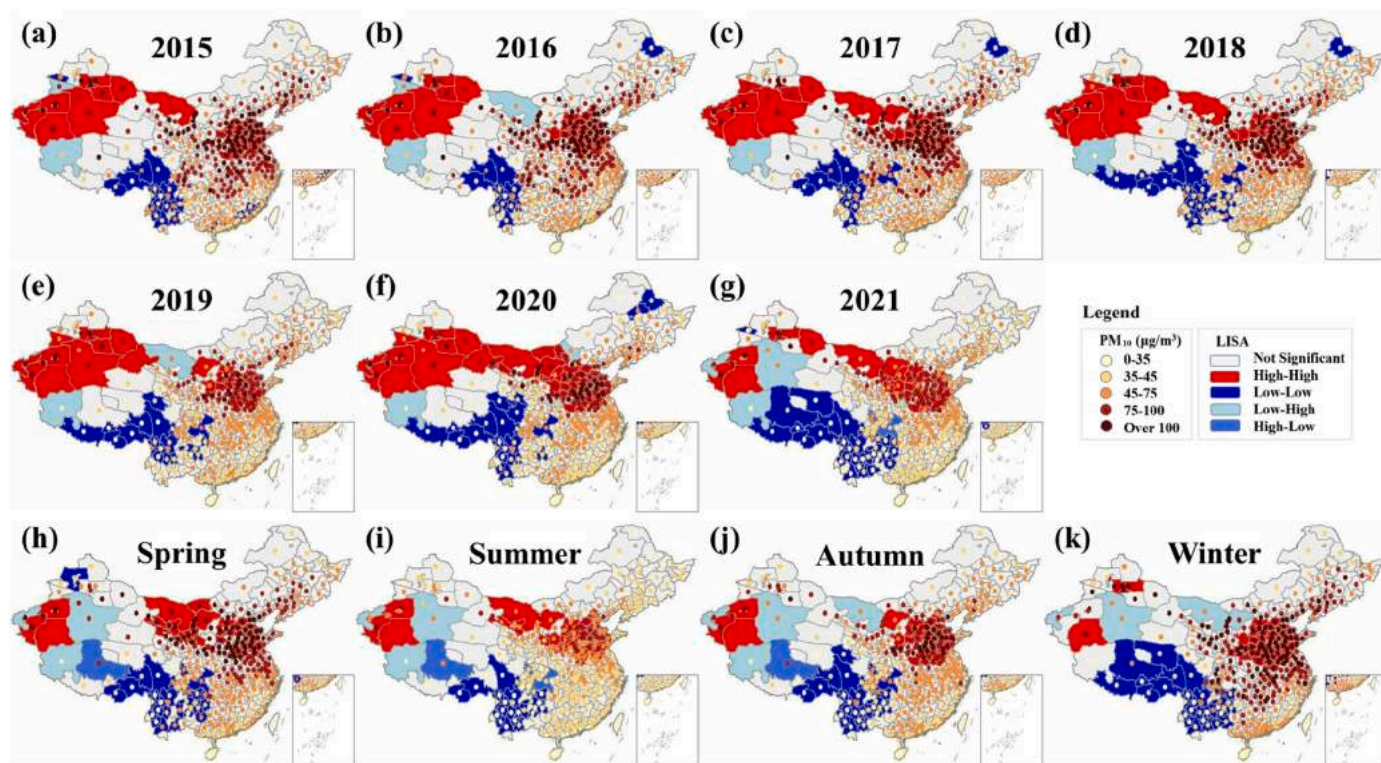 (a) 2015
(b) 2016
(c) 2017
(d) 2018
(e) 2019
(f) 2020
(g) 2021
Legend
PM₁₀ (μg/m³)
0-35
35-45
45-75
75-100
Over 100
LISA
Not Significant
High-High
Low-Low
Low-High
High-Low
(h) Spring
(i) Summer
(j) Autumn
(k) Winter